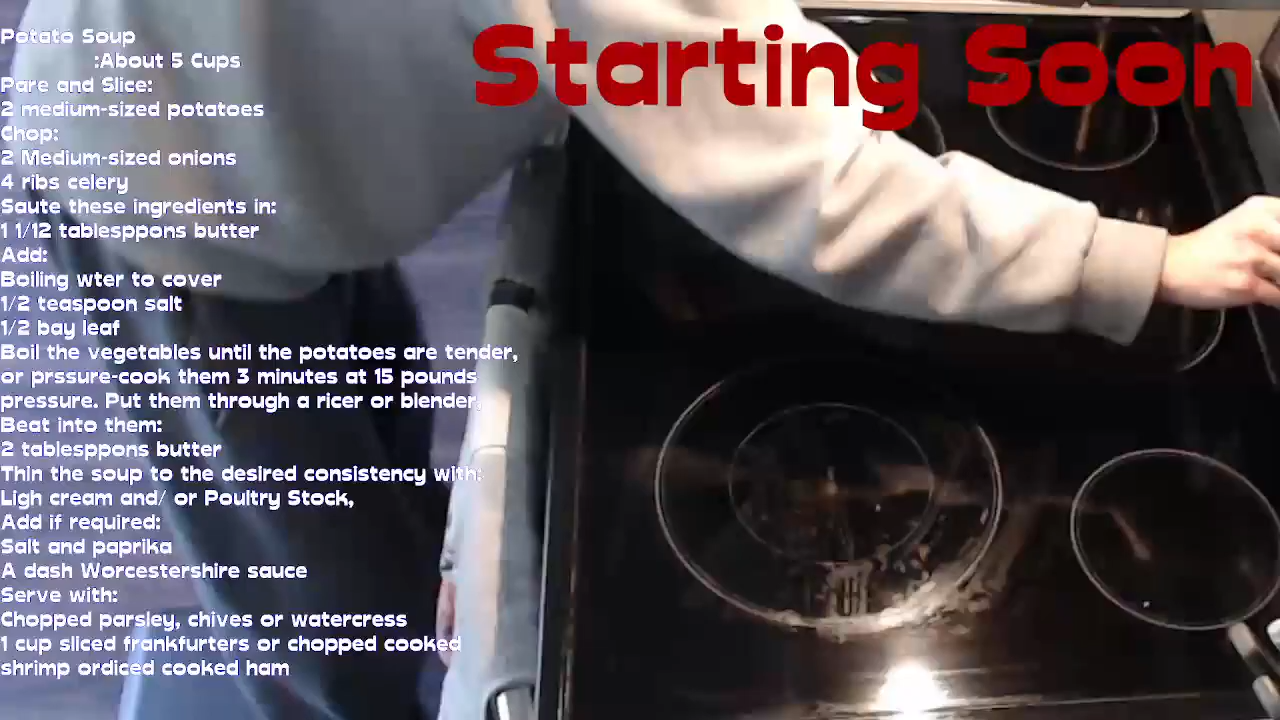 Starting Soon
Potato Soup
:About 5 Cups
Pare and Slice:
2 medium-sized potatoes
Chop:
2 Medium-sized onions
4 ribs celery
Saute these ingredients in:
1 1/12 tablesppons butter
Add:
Boiling wter to cover
1/2 teaspoon salt
1/2 bay leaf
Boil the vegetables until the potatoes are tender,
or prssure-cook them 3 minutes at 15 pounds
pressure. Put them through a ricer or blender,
Beat into them:
2 tablesppons butter
Thin the soup to the desired consistency with:
Ligh cream and/ or Poultry Stock,
Add if required:
Salt and paprika
A dash Worcestershire sauce
Serve with:
Chopped parsley, chives or watercress
1 cup sliced frankfurters or chopped cooked
shrimp ordiced cooked ham